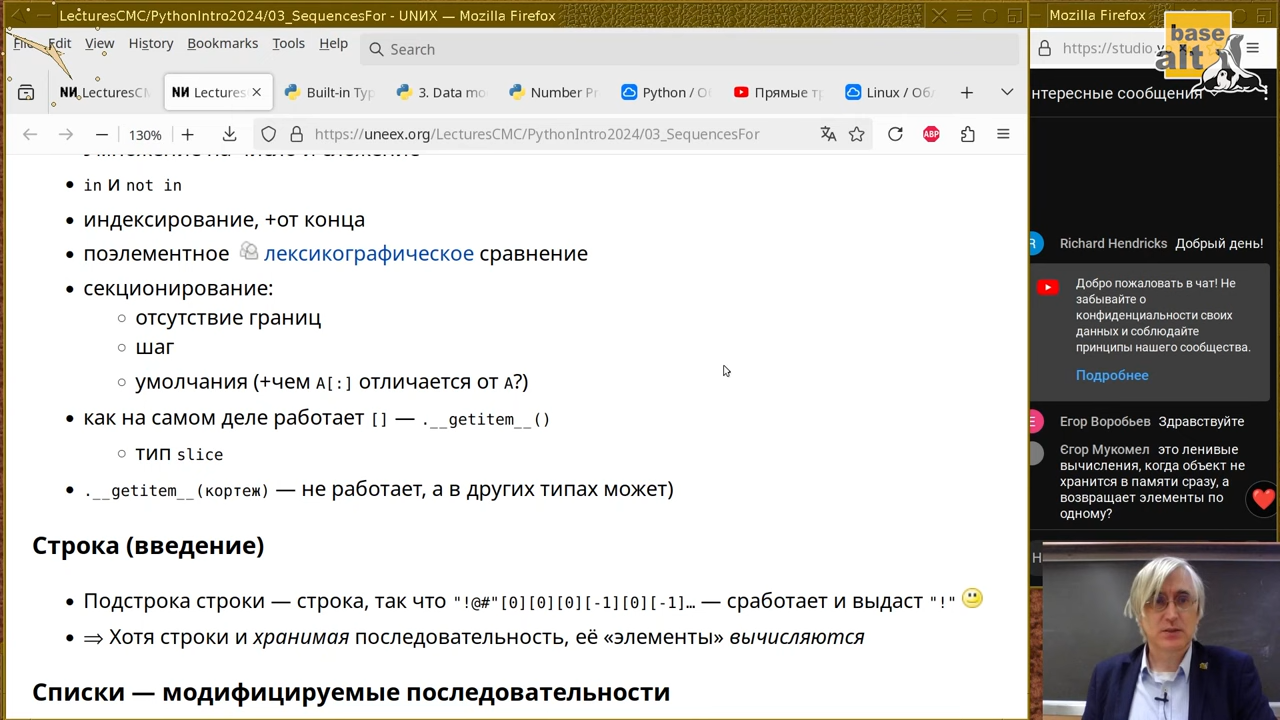 LecturesCMC/PythonIntro2024/03_SequencesFor - UNИX — Mozilla Firefox
Mozilla Firefox
base
alt
File Edit View History Bookmarks Tools Help
Search
https://studio.y
NИ LecturesCM
NИ Lectures
Built-in Typ
3. Data mo
Number Pr
Python / Об
Прямые тр
Linux / Обл
нтересные сообщения
130%
https://uneex.org/LecturesCMC/PythonIntro2024/03_SequencesFor
ABP
in и not in
индексирование, +от конца
поэлементное лексикографическое сравнение
секционирование:
отсутствие границ
шаг
умолчания (+чем A[:] отличается от A?)
как на самом деле работает [] — .__getitem__()
тип slice
.__getitem__(кортеж) — не работает, а в других типах может)
Строка (введение)
Подстрока строки — строка, так что "!@#"[0][0][0][-1][0][-1]… — сработает и выдаст "!"
⇒ Хотя строки и хранимая последовательность, её «элементы» вычисляются
Списки — модифицируемые последовательности
R Richard Hendricks Добрый день!
Добро пожаловать в чат! Не
забывайте о
конфиденциальности своих
данных и соблюдайте
принципы нашего сообщества.
Подробнее
Егор Воробьев Здравствуйте
Єгор Мукомел это ленивые
вычисления, когда объект не
хранится в памяти сразу, а
возвращает элементы по
одному?